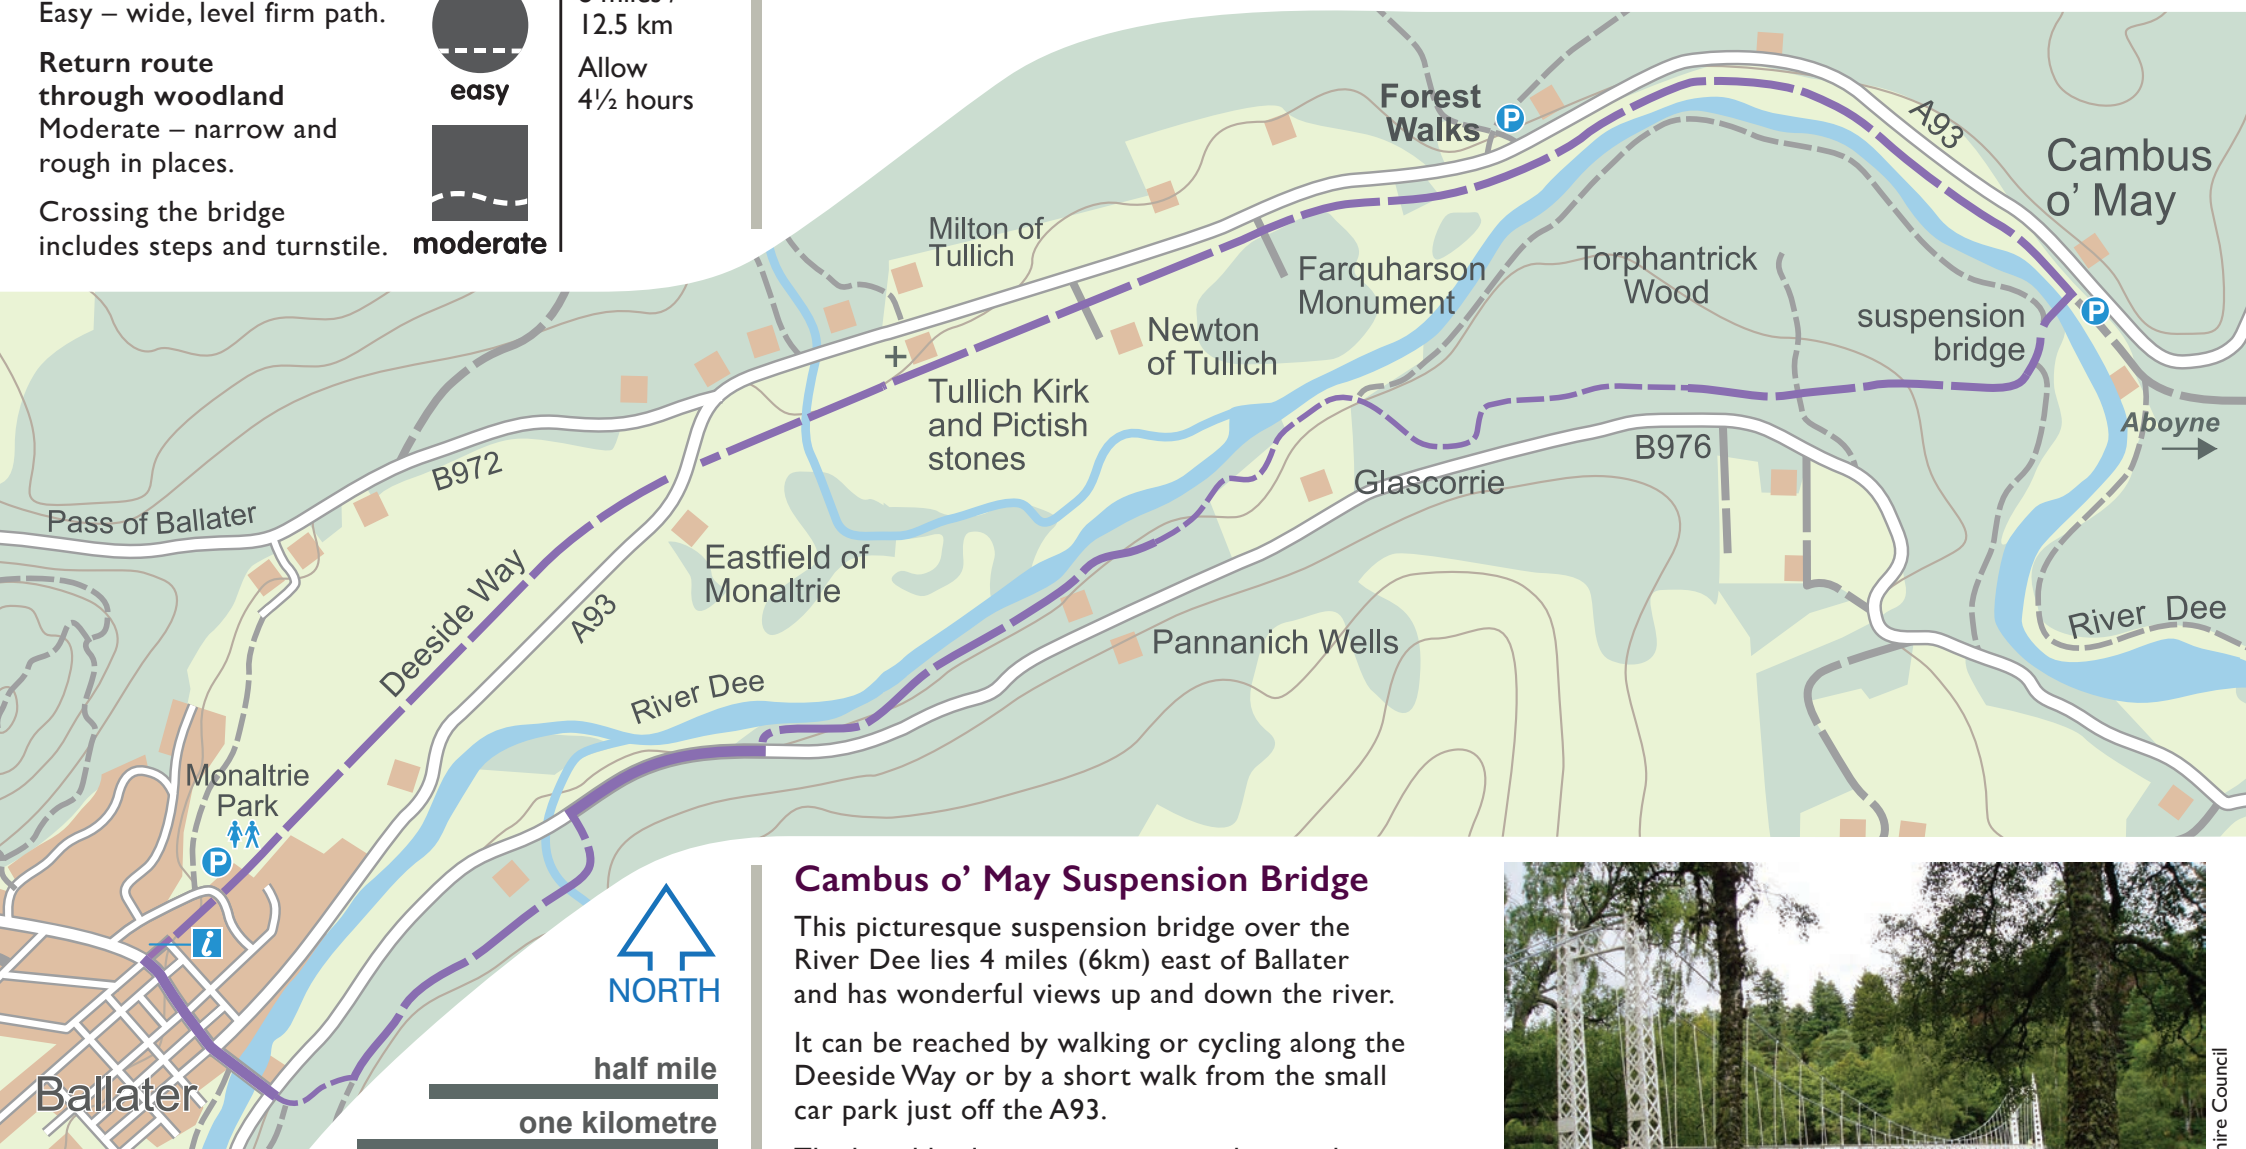 Easy – wide, level firm path.
Return route
through woodland
Moderate – narrow and
rough in places.
Crossing the bridge
includes steps and turnstile.
easy
moderate
12.5 km
Allow
4½ hours
Forest
Walks
P
A93
Cambus
o' May
Milton of
Tullich
Farquharson
Monument
Torphantrick
Wood
suspension
bridge
P
Newton
of Tullich
Tullich Kirk
and Pictish
stones
Aboyne
B972
B976
Glascorrie
Pass of Ballater
Eastfield of
Monaltrie
Deeside Way
A93
River Dee
Pannanich Wells
River Dee
Monaltrie
Park
P
i
Ballater
NORTH
half mile
one kilometre
Cambus o’ May Suspension Bridge
This picturesque suspension bridge over the
River Dee lies 4 miles (6km) east of Ballater
and has wonderful views up and down the river.
It can be reached by walking or cycling along the
Deeside Way or by a short walk from the small
car park just off the A93.
Council